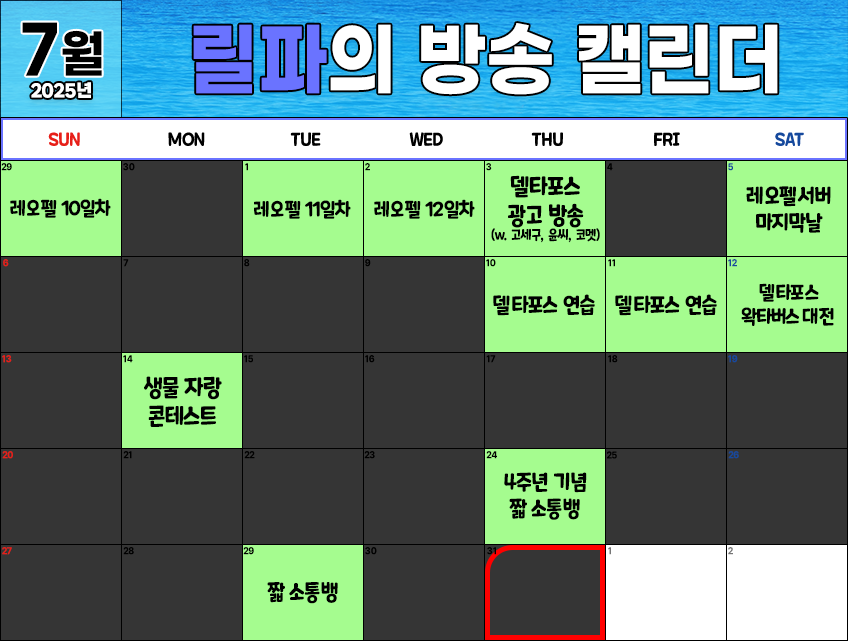 7월
2025년
릴파의 방송 캘린더
SUN MON TUE WED THU FRI SAT
29 30 1 2 3 4 5
레오펠 10일차
레오펠 11일차
레오펠 12일차
델타포스
광고 방송
(w. 고세구, 윤씨, 코멧)
레오펠서버
마지막날
6 7 8 9 10 11 12
델타포스 연습
델타포스 연습
델타포스
왁타버스 대전
13 14 15 16 17 18 19
생물 자랑
콘테스트
20 21 22 23 24 25 26
4주년 기념
짧 소통뱅
27 28 29 30 31 1 2
짧 소통뱅